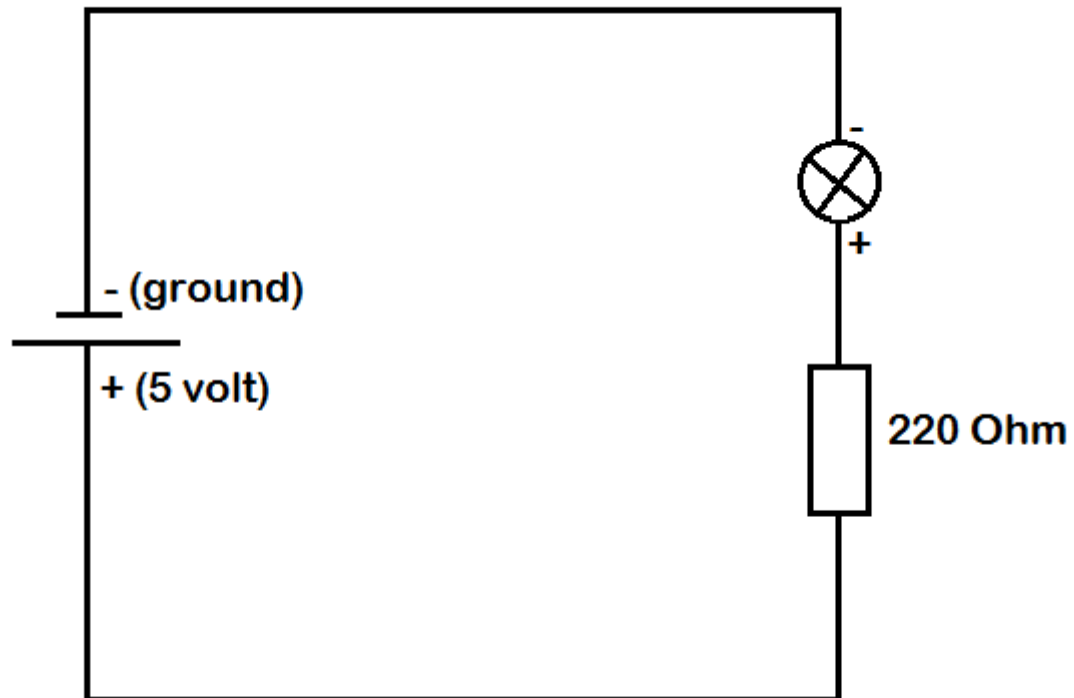 -
- (ground)
+
+ (5 volt)
220 Ohm